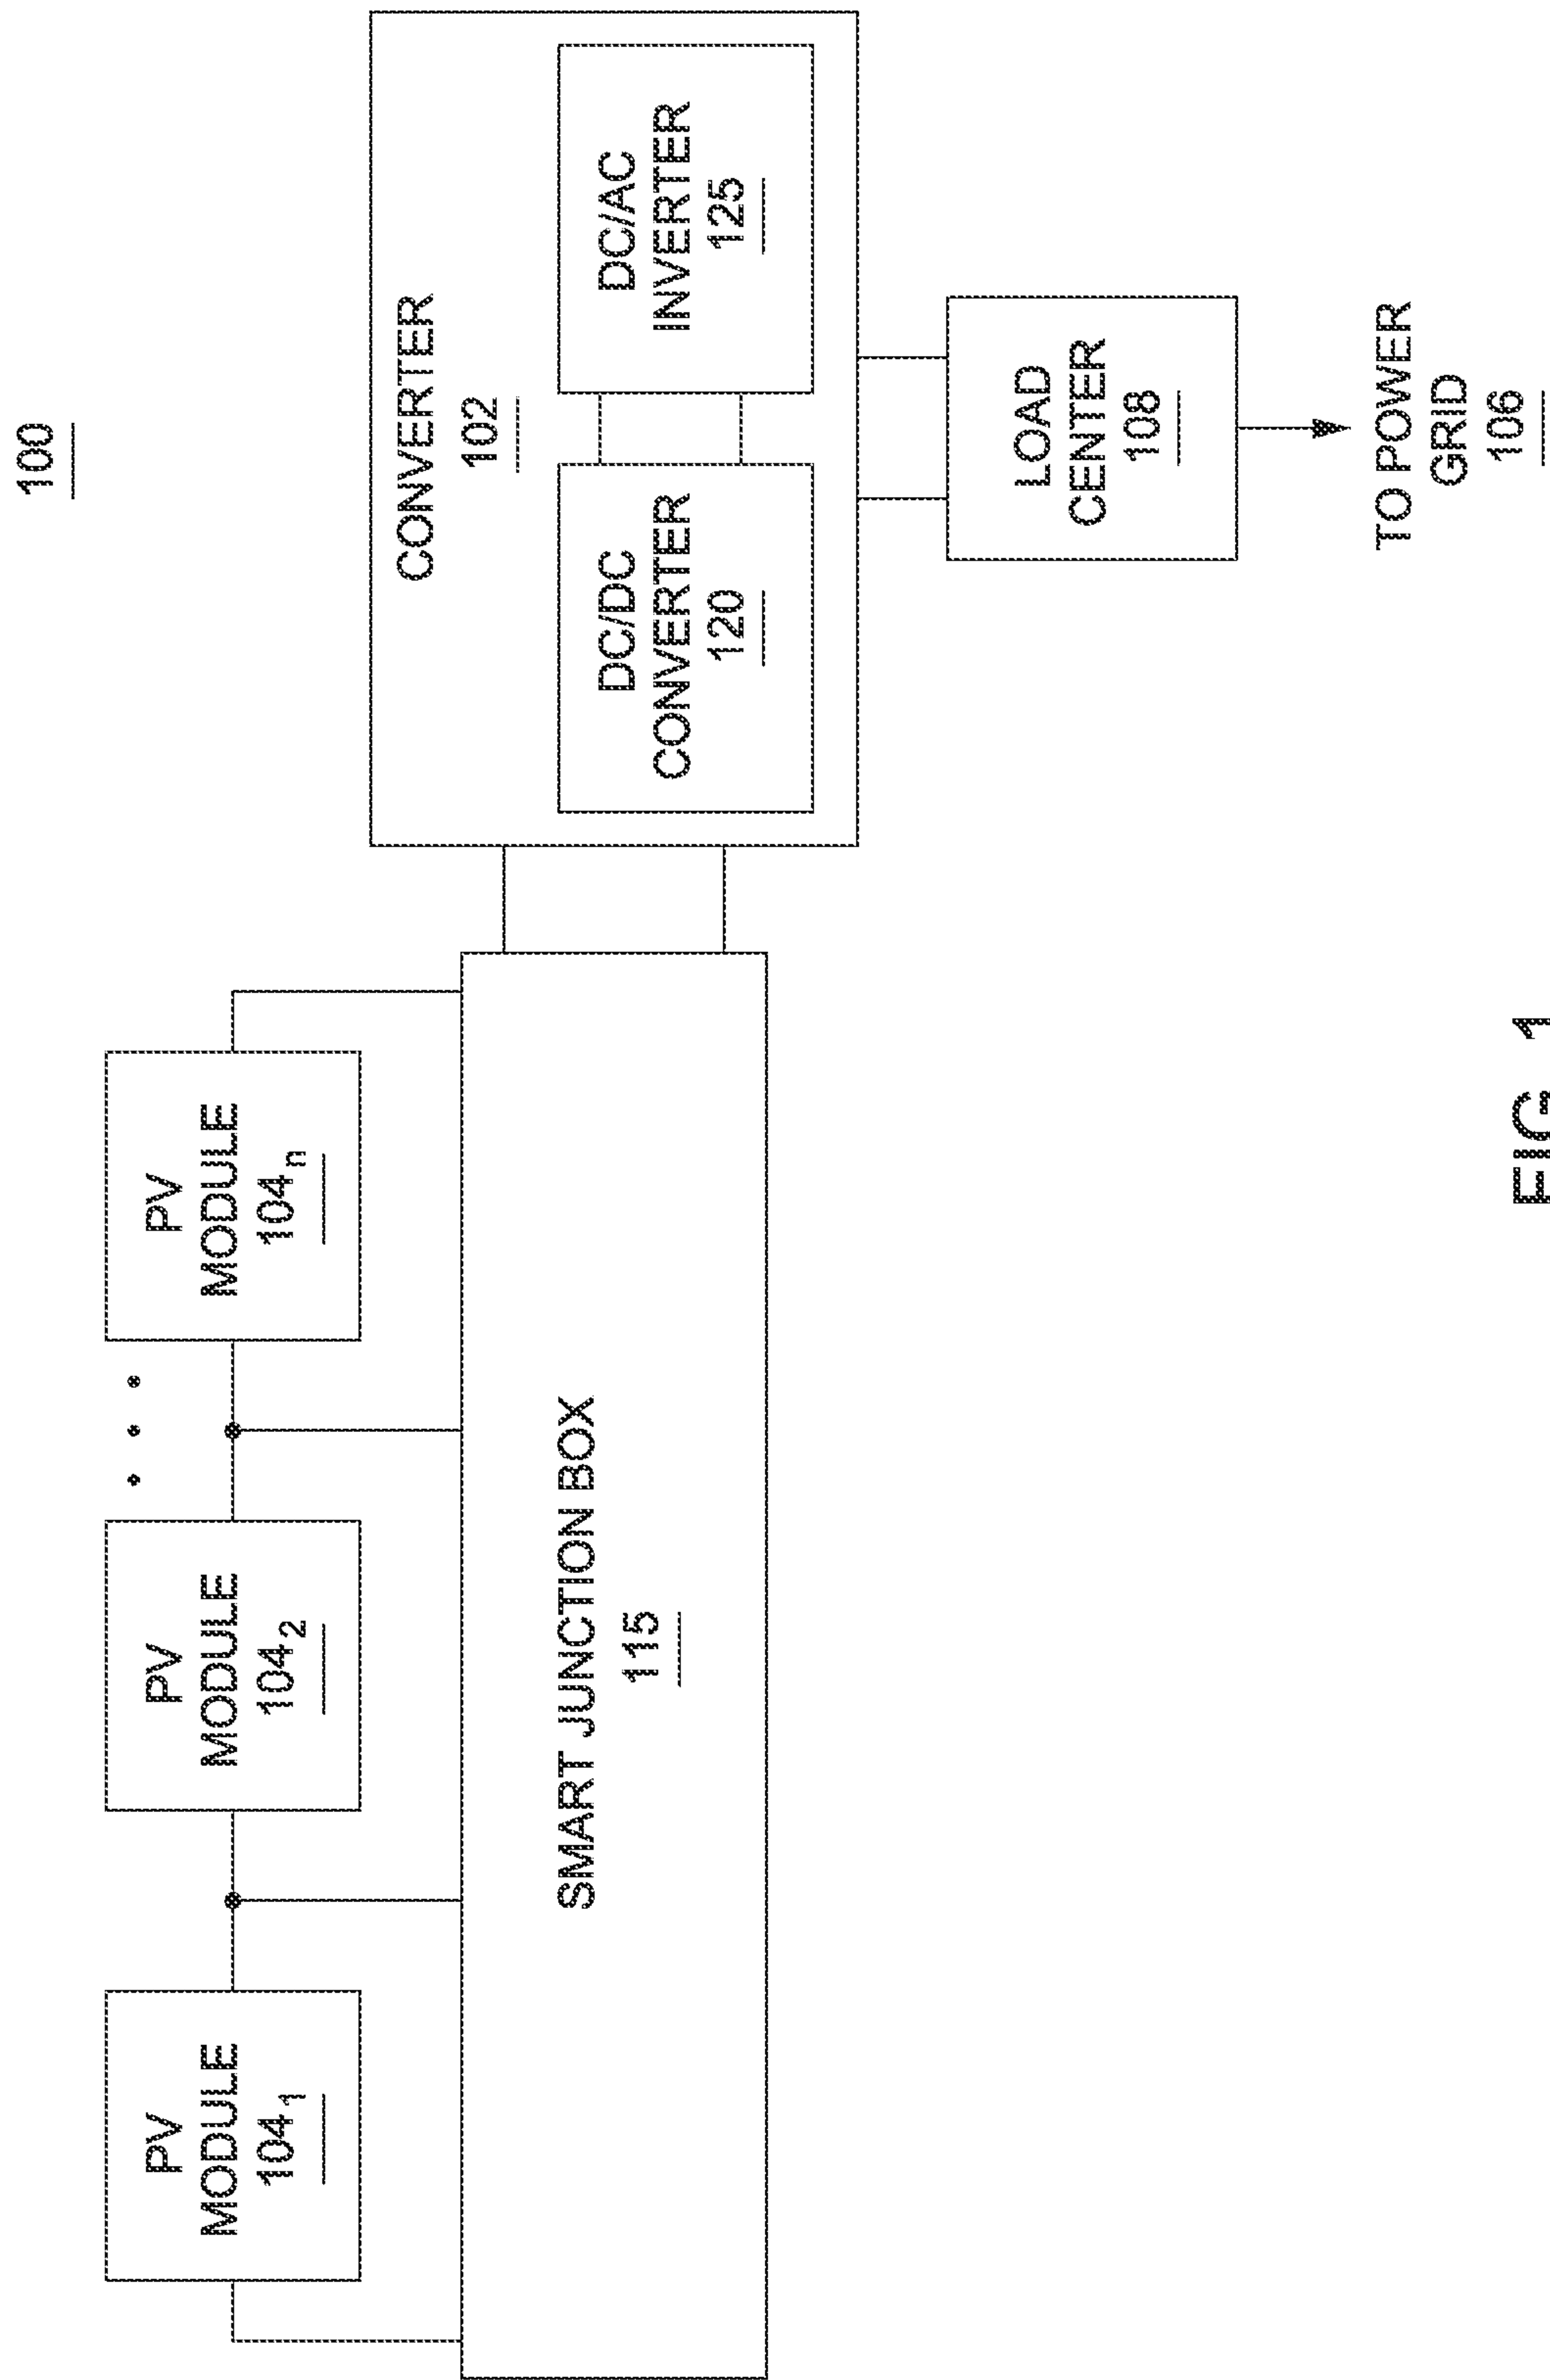 100
PV
MODULE
104₁
PV
MODULE
104₂
• • •
PV
MODULE
104ₙ
SMART JUNCTION BOX
115
CONVERTER
102
DC/DC
CONVERTER
120
DC/AC
INVERTER
125
LOAD
CENTER
108
TO POWER
GRID
106
FIG. 1